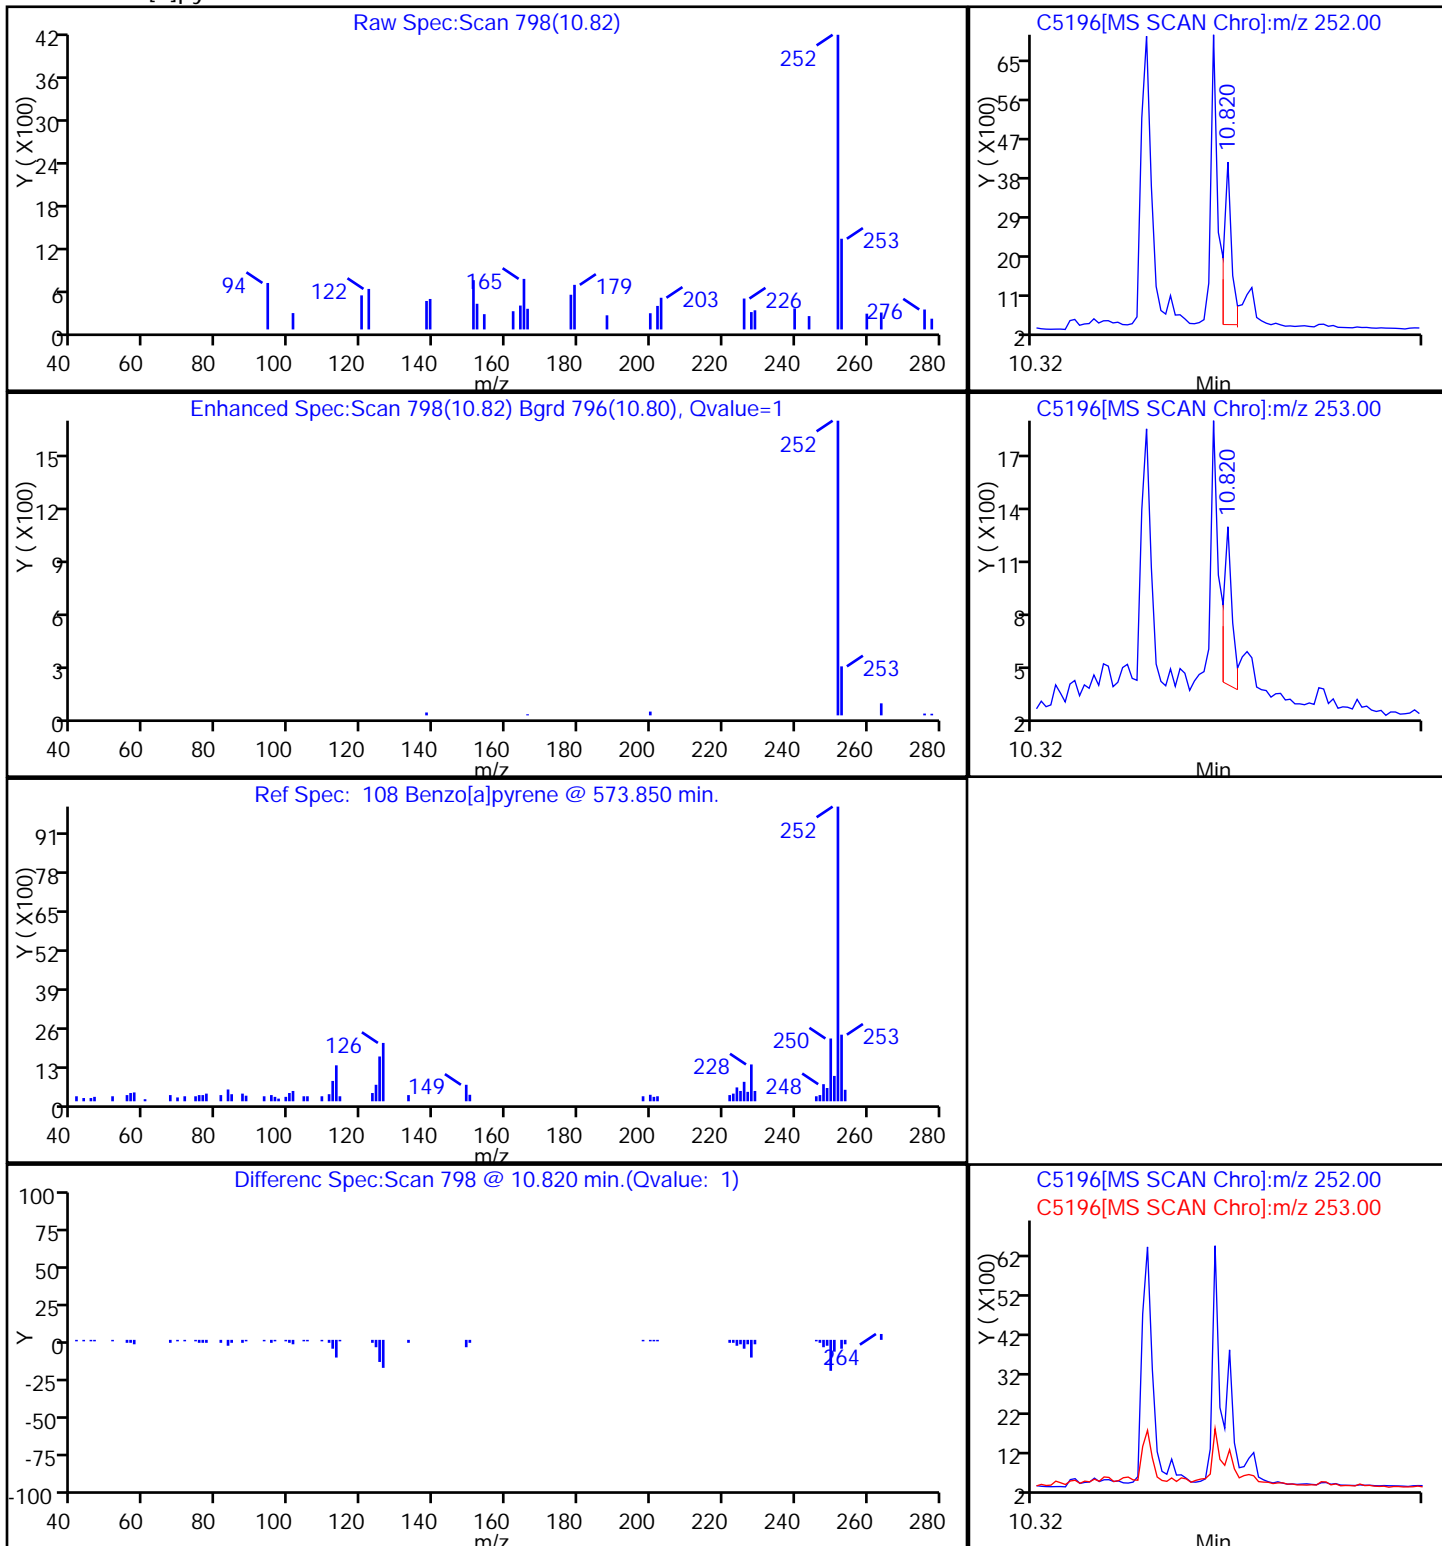 Raw Spec:Scan 798(10.82)
Y ( X100)
42
36
30
24
18
12
6
0
252
253
94
122
165
179
203
226
276
40 60 80 100 120 140 160 180 200 220 240 260 280
m/z
C5196[MS SCAN Chro]:m/z 252.00
Y ( X100)
65
56
47
38
29
20
11
2
10.820
10.32
Min
Enhanced Spec:Scan 798(10.82) Bgrd 796(10.80), Qvalue=1
Y ( X100)
15
12
9
6
3
0
252
253
40 60 80 100 120 140 160 180 200 220 240 260 280
m/z
C5196[MS SCAN Chro]:m/z 253.00
Y ( X100)
17
14
11
8
5
2
10.820
10.32
Min
Ref Spec: 108 Benzo[a]pyrene @ 573.850 min.
Y ( X100)
91
78
65
52
39
26
13
0
252
126
250
253
228
149
248
40 60 80 100 120 140 160 180 200 220 240 260 280
m/z
Differenc Spec:Scan 798 @ 10.820 min.(Qvalue: 1)
Y
100
75
50
25
0
-25
-50
-75
-100
264
40 60 80 100 120 140 160 180 200 220 240 260 280
m/z
C5196[MS SCAN Chro]:m/z 252.00
C5196[MS SCAN Chro]:m/z 253.00
Y ( X100)
62
52
42
32
22
12
2
10.32
Min